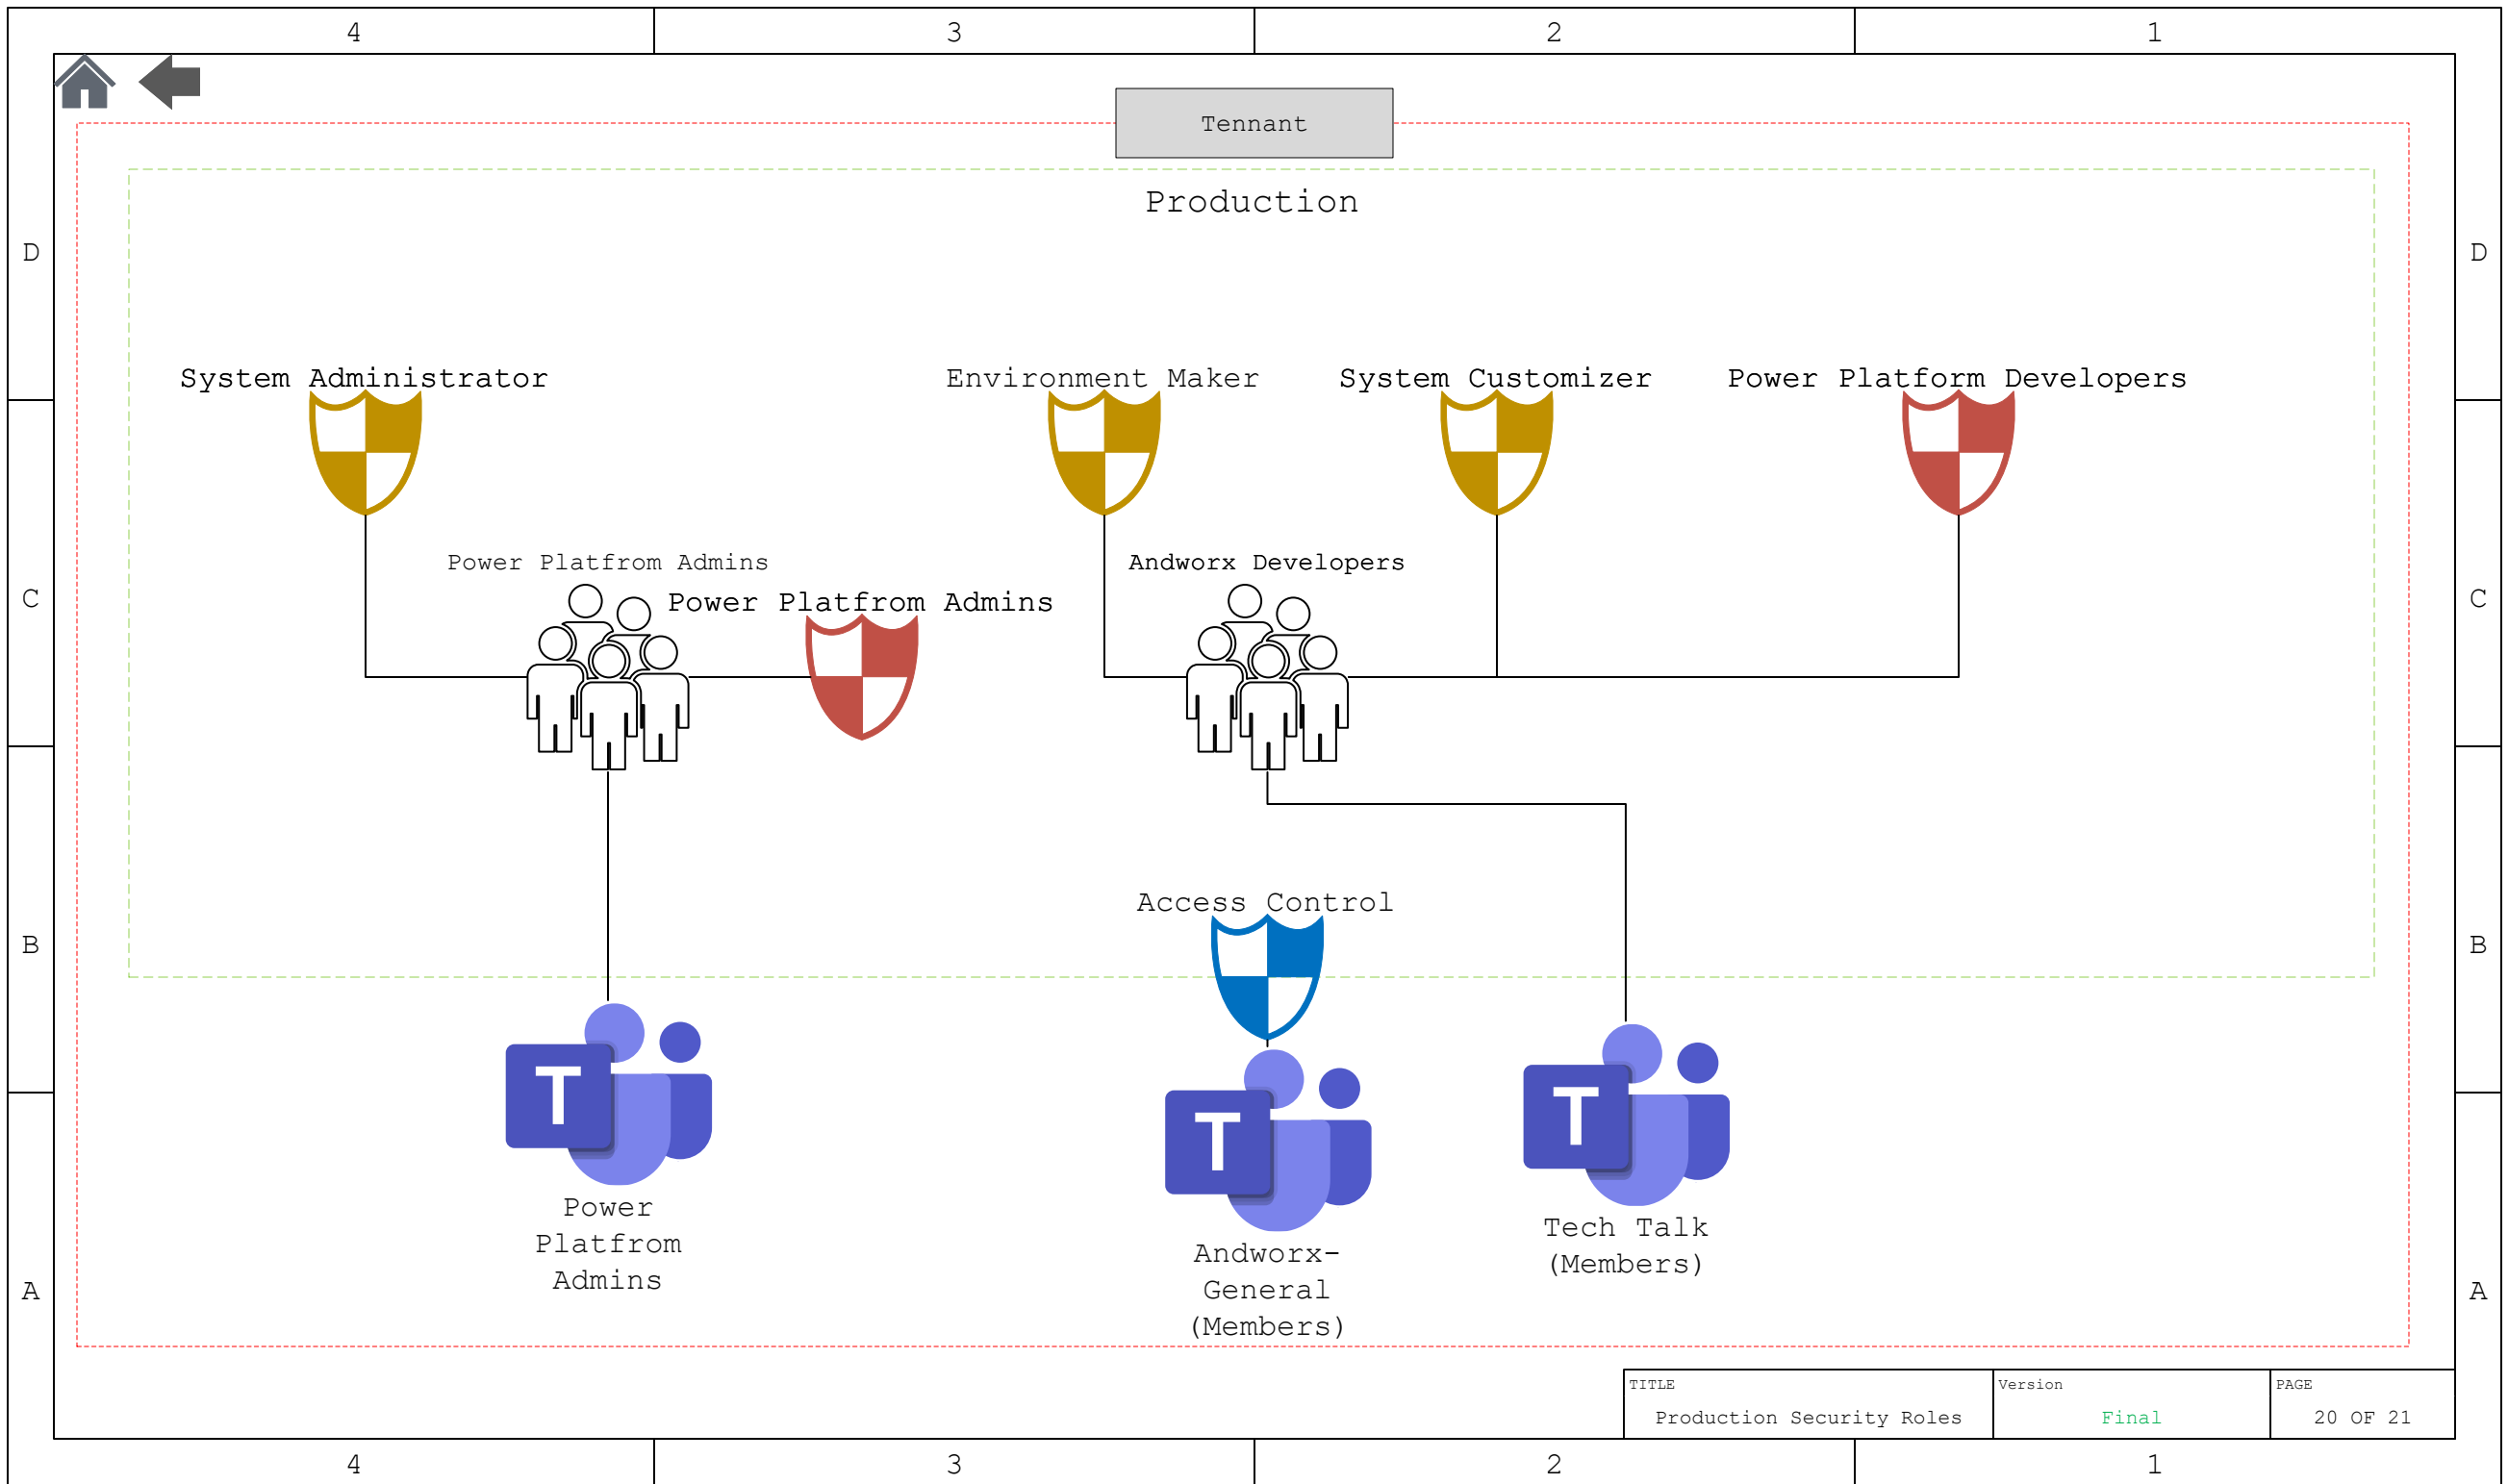 4 3 2 1
Tennant
Production
D D
System Administrator Environment Maker System Customizer Power Platform Developers
Power Platfrom Admins Andworx Developers
C Power Platfrom Admins C
Access Control
B B
T T T
Power
Platfrom
Admins
Andworx-
General
(Members)
Tech Talk
(Members)
A A
TITLE Version PAGE
Production Security Roles Final 20 OF 21
4 3 2 1